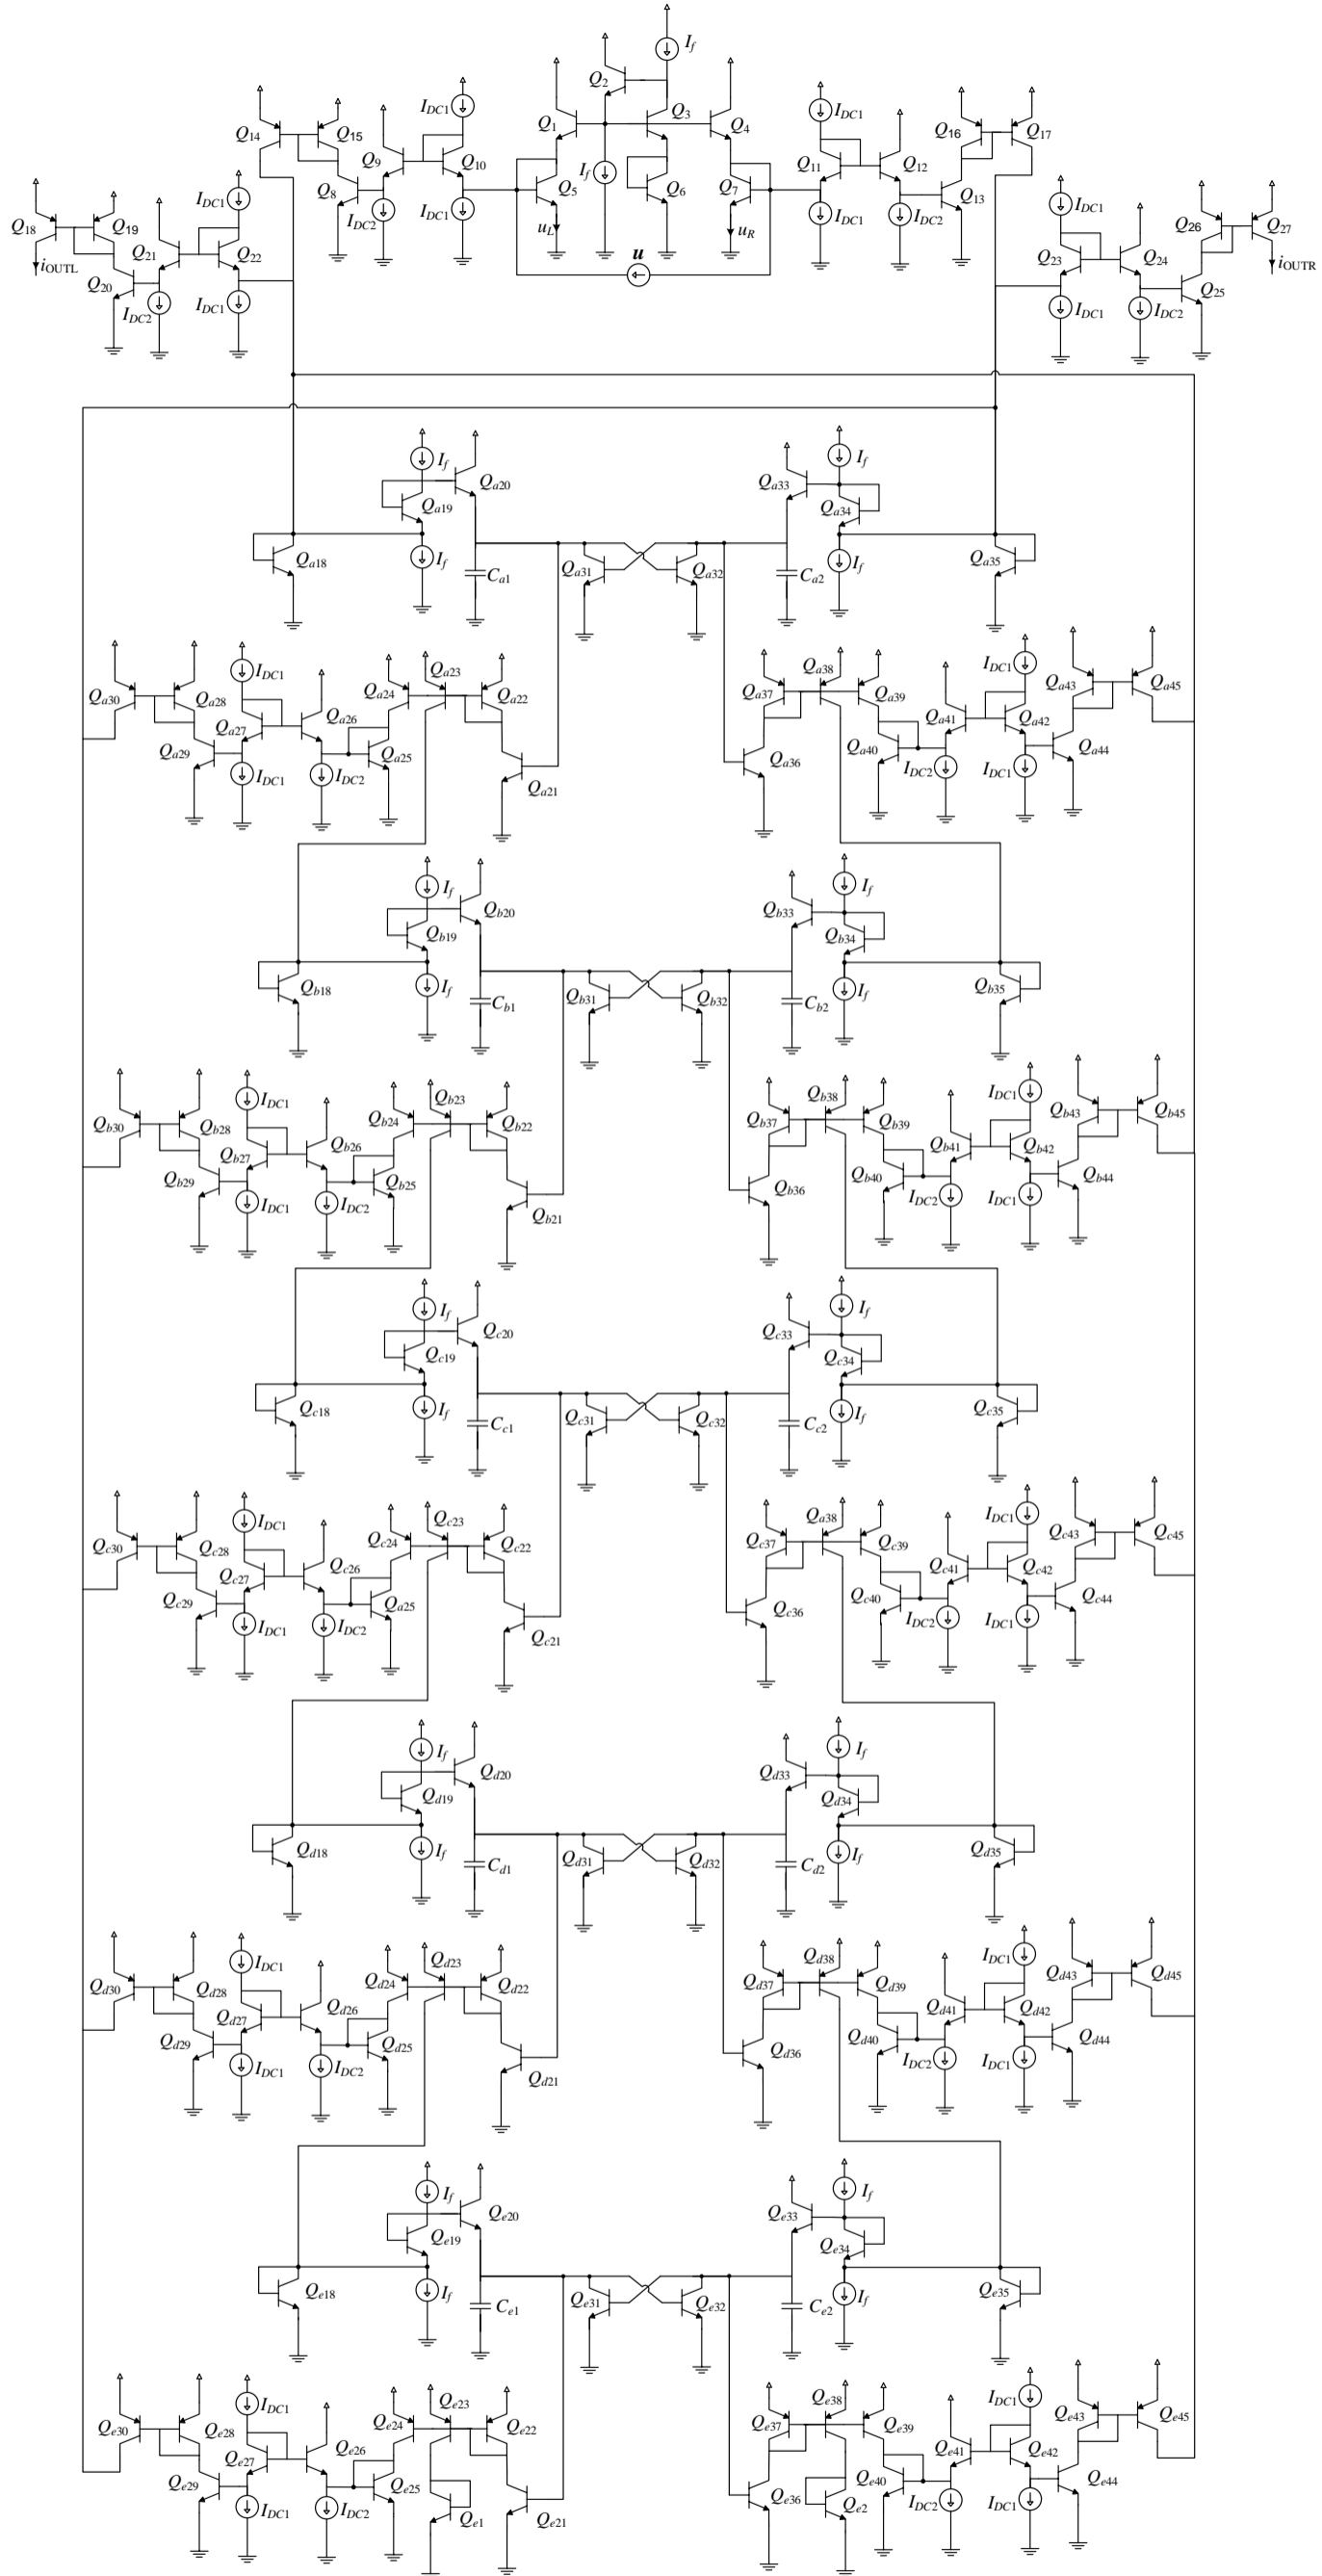 I_f
Q_2
Q_1
Q_3
Q_4
I_f
Q_5
Q_6
Q_7
u_L
u_R
u
I_DC1
Q_14
Q_15
Q_9
Q_10
Q_8
I_DC2
I_DC1
I_DC1
Q_11
Q_12
Q_16
Q_17
Q_13
I_DC1
I_DC2
I_DC1
Q_18
Q_19
Q_21
Q_22
i_OUTL
Q_20
I_DC2
I_DC1
I_DC1
Q_26
Q_27
Q_23
Q_24
i_OUTR
Q_25
I_DC1
I_DC2
I_f
Q_a20
Q_a19
Q_a33
I_f
Q_a34
Q_a18
I_f
C_a1
Q_a31
Q_a32
C_a2
I_f
Q_a35
I_DC1
Q_a30
Q_a28
Q_a27
Q_a26
Q_a24
Q_a23
Q_a22
Q_a29
I_DC1
I_DC2
Q_a25
Q_a21
Q_a37
Q_a38
Q_a39
Q_a41
I_DC1
Q_a42
Q_a43
Q_a45
Q_a36
Q_a40
I_DC2
I_DC1
Q_a44
I_f
Q_b20
Q_b19
Q_b33
I_f
Q_b34
Q_b18
I_f
C_b1
Q_b31
Q_b32
C_b2
I_f
Q_b35
I_DC1
Q_b30
Q_b28
Q_b27
Q_b26
Q_b24
Q_b23
Q_b22
Q_b29
I_DC1
I_DC2
Q_b25
Q_b21
Q_b37
Q_b38
Q_b39
Q_b41
I_DC1
Q_b42
Q_b43
Q_b45
Q_b36
Q_b40
I_DC2
I_DC1
Q_b44
I_f
Q_c20
Q_c19
Q_c33
I_f
Q_c34
Q_c18
I_f
C_c1
Q_c31
Q_c32
C_c2
I_f
Q_c35
I_DC1
Q_c30
Q_c28
Q_c27
Q_c26
Q_c24
Q_c23
Q_c22
Q_c29
I_DC1
I_DC2
Q_a25
Q_c21
Q_c37
Q_a38
Q_c39
Q_c41
I_DC1
Q_c42
Q_c43
Q_c45
Q_c36
Q_c40
I_DC2
I_DC1
Q_c44
I_f
Q_d20
Q_d19
Q_d33
I_f
Q_d34
Q_d18
I_f
C_d1
Q_d31
Q_d32
C_d2
I_f
Q_d35
I_DC1
Q_d30
Q_d28
Q_d27
Q_d26
Q_d24
Q_d23
Q_d22
Q_d29
I_DC1
I_DC2
Q_d25
Q_d21
Q_d37
Q_d38
Q_d39
Q_d41
I_DC1
Q_d42
Q_d43
Q_d45
Q_d36
Q_d40
I_DC2
I_DC1
Q_d44
I_f
Q_e20
Q_e19
Q_e33
I_f
Q_e34
Q_e18
I_f
C_e1
Q_e31
Q_e32
C_e2
I_f
Q_e35
I_DC1
Q_e30
Q_e28
Q_e27
Q_e26
Q_e24
Q_e23
Q_e22
Q_e29
I_DC1
I_DC2
Q_e25
Q_e1
Q_e21
Q_e37
Q_e38
Q_e39
Q_e41
I_DC1
Q_e42
Q_e43
Q_e45
Q_e36
Q_e2
Q_e40
I_DC2
I_DC1
Q_e44